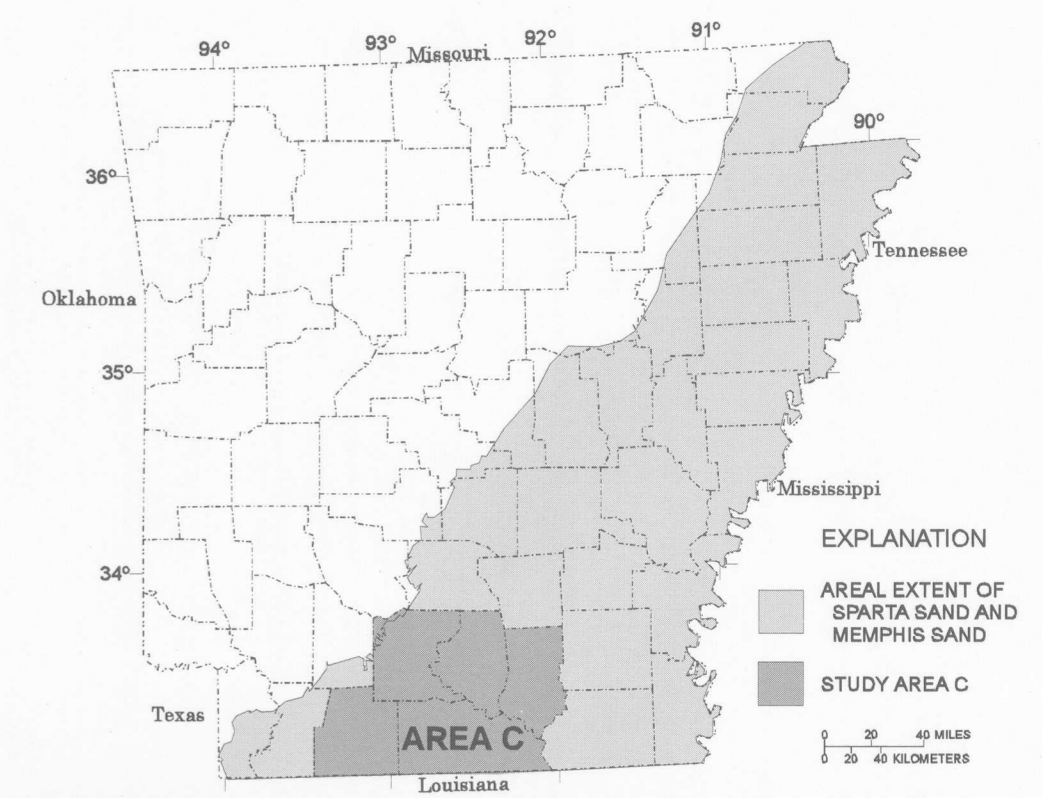 94° 93° Missouri 92° 91°
90°
36°
Tennessee
Oklahoma
35°
Mississippi
EXPLANATION
34°
AREAL EXTENT OF
SPARTA SAND AND
MEMPHIS SAND
STUDY AREA C
Texas
AREA C
0 20 40 MILES
0 20 40 KILOMETERS
Louisiana